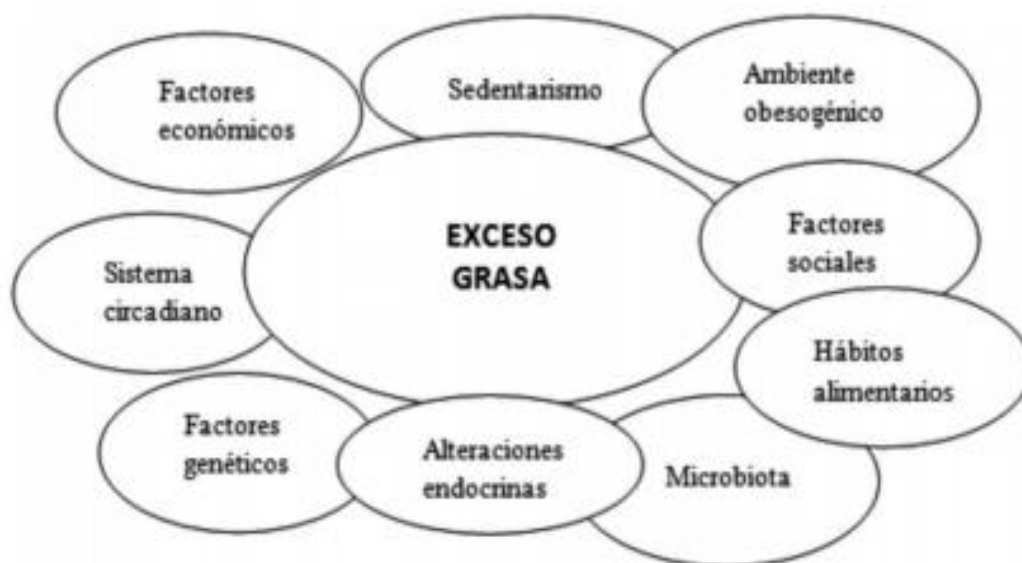 Factores
económicos
Sedentarismo
Ambiente
obesogénico
EXCESO
GRASA
Factores
sociales
Sistema
circadiano
Hábitos
alimentarios
Factores
genéticos
Alteraciones
endocrinas
Microbiota